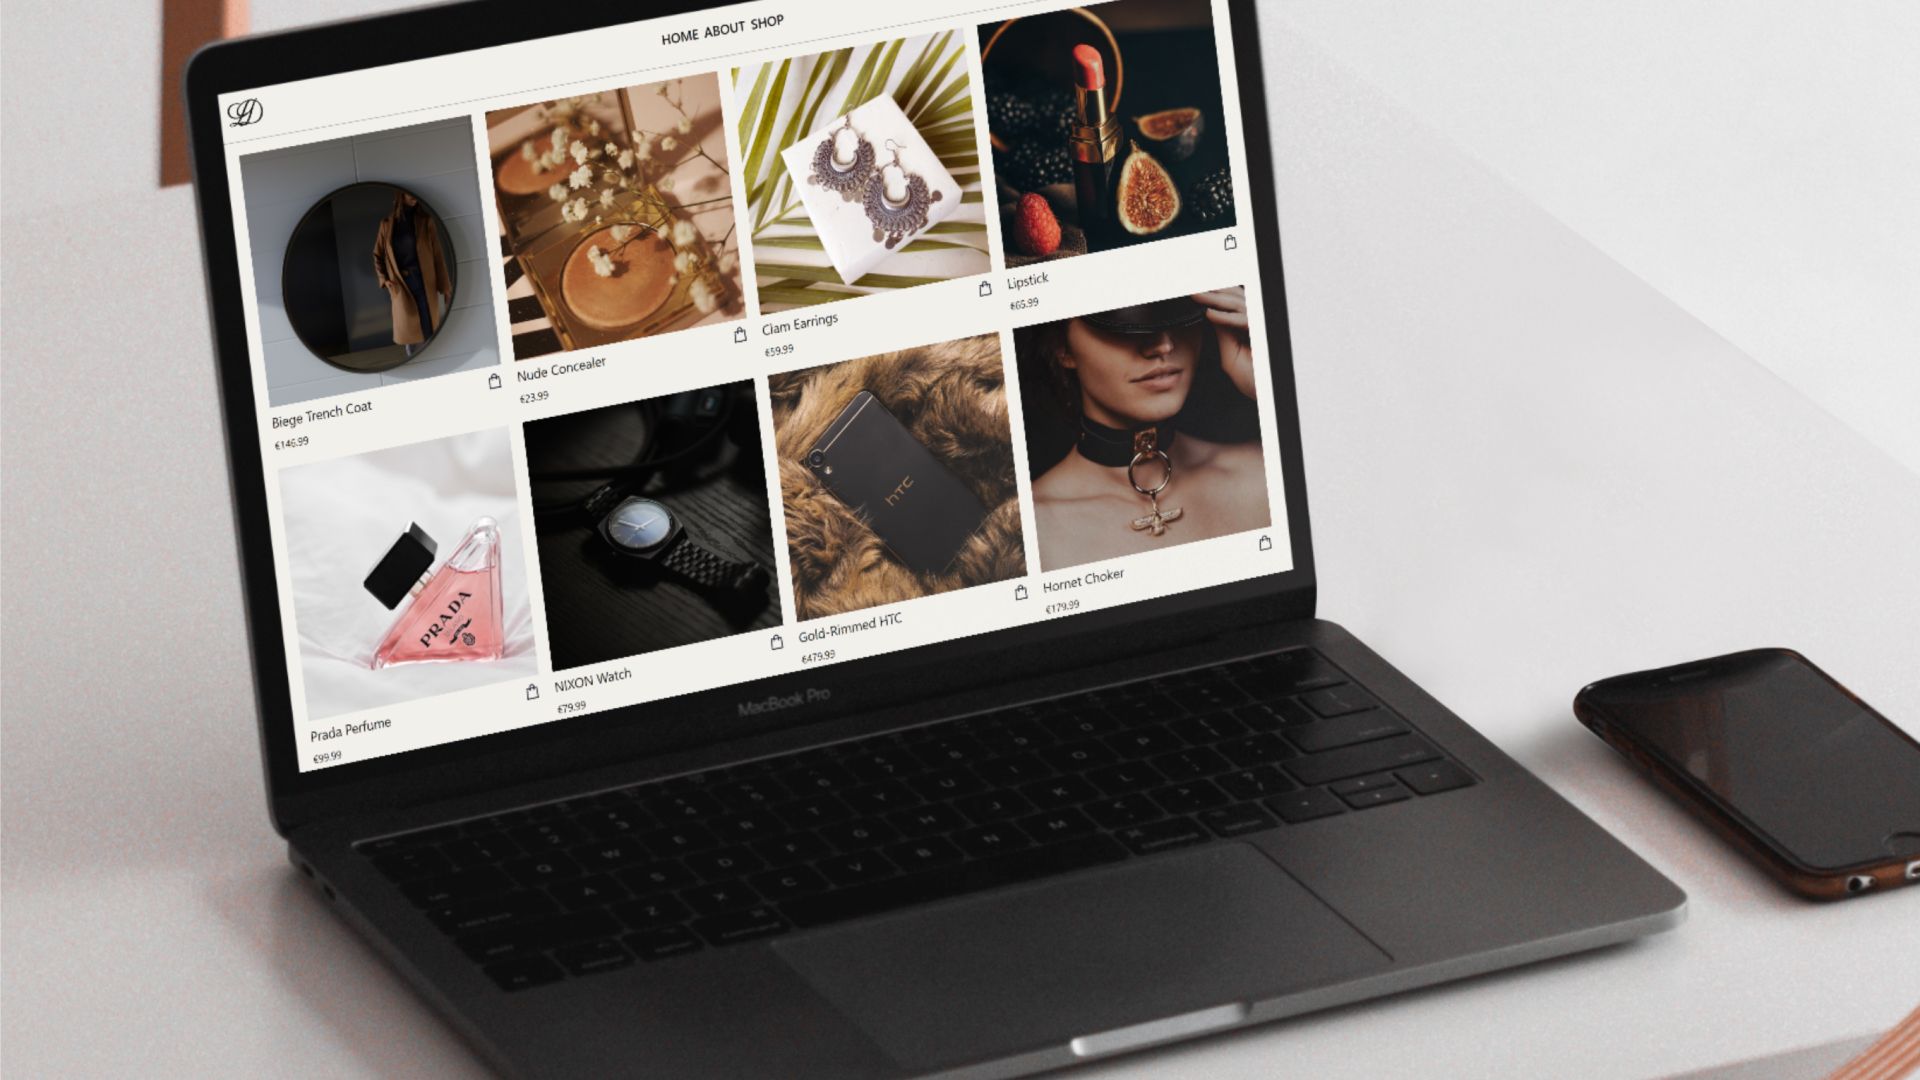 HOME ABOUT SHOP
Biege Trench Coat
€146.99
Nude Concealer
€23.99
Clam Earrings
€59.99
Lipstick
€65.99
PRADA
Prada Perfume
€99.99
NIXON Watch
€79.99
hTC
Gold-Rimmed HTC
€479.99
Hornet Choker
€179.99
MacBook Pro
Q W E R T Y U I O P
A S D F G H J K L
Z X C V B N M